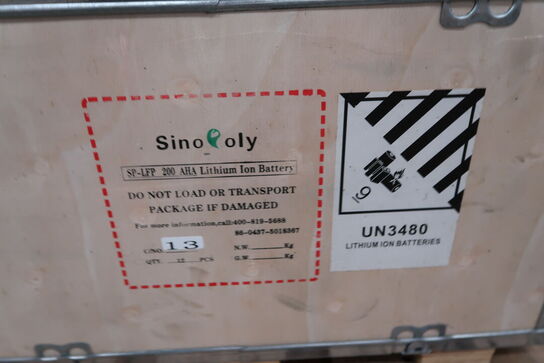 SinoPoly
SP-LFP 200 AHA Lithium Ion Battery
DO NOT LOAD OR TRANSPORT
PACKAGE IF DAMAGED
For more information,call:400-819-5688
86-0437-5018367
CNO. 13 N.W. Kg
QTY. 12 PCS G.W. Kg
9
UN3480
LITHIUM ION BATTERIES